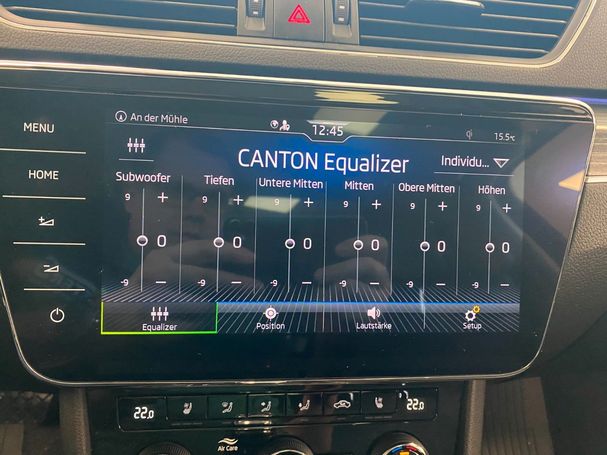 MENU
HOME
An der Mühle
12:45
15.5°C
CANTON Equalizer
Individu...
Subwoofer
Tiefen
Untere Mitten
Mitten
Obere Mitten
Höhen
9 + 9 + 9 + 9 + 9 + 9 +
0 0 0 0 0 0
-9 − -9 − -9 − -9 − -9 − -9 −
Equalizer
Position
Lautstärke
Setup
22.0
22.0
Air Care